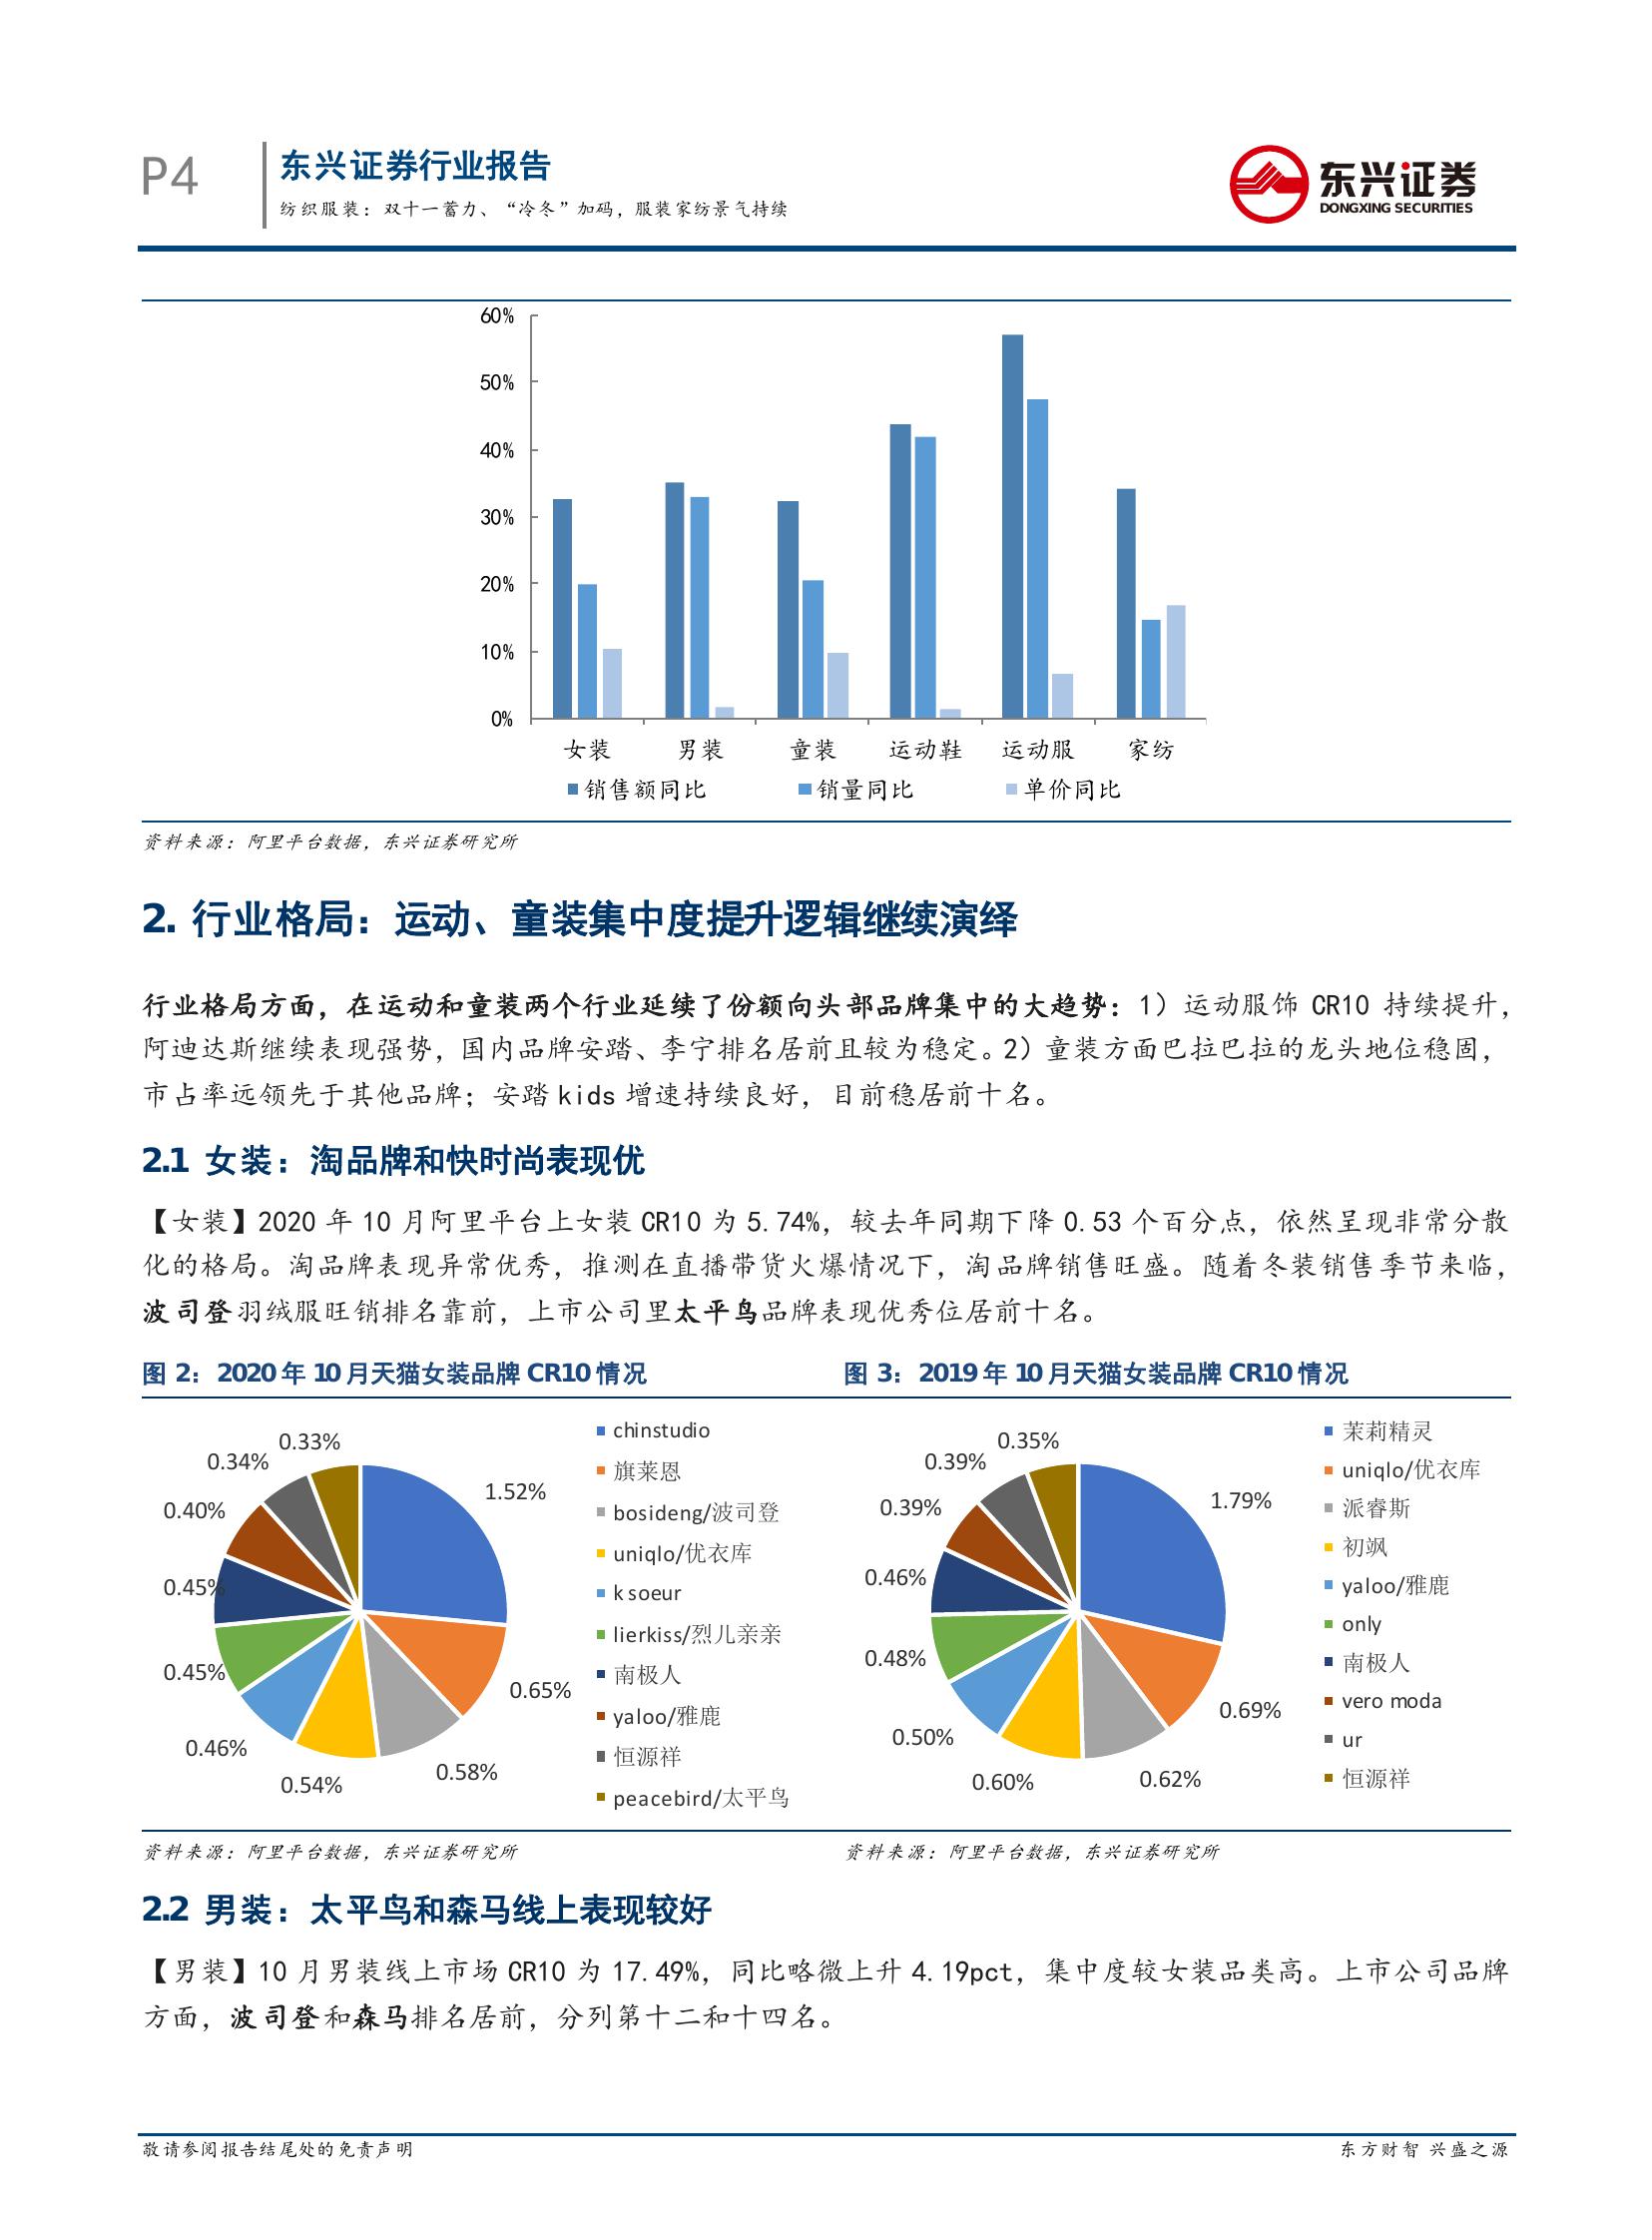 P4
东兴证券行业报告
纺织服装：双十一蓄力、“冷冬”加码，服装家纺景气持续
东兴证券
DONGXING SECURITIES
60%
50%
40%
30%
20%
10%
0%
女装 男装 童装 运动鞋 运动服 家纺
销售额同比 销量同比 单价同比
资料来源：阿里平台数据，东兴证券研究所
2. 行业格局：运动、童装集中度提升逻辑继续演绎
行业格局方面，在运动和童装两个行业延续了份额向头部品牌集中的大趋势：1）运动服饰 CR10 持续提升，
阿迪达斯继续表现强势，国内品牌安踏、李宁排名居前且较为稳定。2）童装方面巴拉巴拉的龙头地位稳固，
市占率远领先于其他品牌；安踏 kids 增速持续良好，目前稳居前十名。
2.1 女装：淘品牌和快时尚表现优
【女装】2020 年 10 月阿里平台上女装 CR10 为 5.74%，较去年同期下降 0.53 个百分点，依然呈现非常分散
化的格局。淘品牌表现异常优秀，推测在直播带货火爆情况下，淘品牌销售旺盛。随着冬装销售季节来临，
波司登羽绒服旺销排名靠前，上市公司里太平鸟品牌表现优秀位居前十名。
图 2：2020 年 10 月天猫女装品牌 CR10 情况
1.52%
0.65%
0.58%
0.54%
0.46%
0.45%
0.45%
0.40%
0.34%
0.33%
chinstudio
旗莱恩
bosideng/波司登
uniqlo/优衣库
k soeur
lierkiss/烈儿亲亲
南极人
yaloo/雅鹿
恒源祥
peacebird/太平鸟
资料来源：阿里平台数据，东兴证券研究所
图 3：2019 年 10 月天猫女装品牌 CR10 情况
1.79%
0.69%
0.62%
0.60%
0.50%
0.48%
0.46%
0.39%
0.39%
0.35%
茉莉精灵
uniqlo/优衣库
派睿斯
初飒
yaloo/雅鹿
only
南极人
vero moda
ur
恒源祥
资料来源：阿里平台数据，东兴证券研究所
2.2 男装：太平鸟和森马线上表现较好
【男装】10 月男装线上市场 CR10 为 17.49%，同比略微上升 4.19pct，集中度较女装品类高。上市公司品牌
方面，波司登和森马排名居前，分列第十二和十四名。
敬请参阅报告结尾处的免责声明
东方财智 兴盛之源